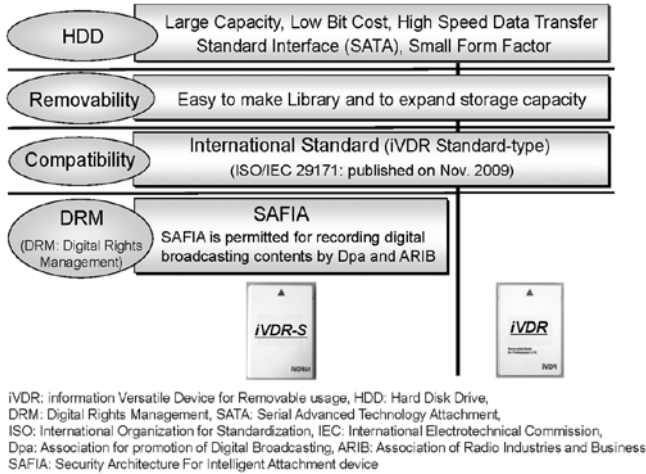 HDD
Large Capacity, Low Bit Cost, High Speed Data Transfer
Standard Interface (SATA), Small Form Factor
Removability
Easy to make Library and to expand storage capacity
Compatibility
International Standard (iVDR Standard-type)
(ISO/IEC 29171: published on Nov. 2009)
DRM
(DRM: Digital Rights
Management)
SAFIA
SAFIA is permitted for recording digital
broadcasting contents by Dpa and ARIB
iVDR-S
iVDR
iVDR: information Versatile Device for Removable usage, HDD: Hard Disk Drive,
DRM: Digital Rights Management, SATA: Serial Advanced Technology Attachment,
ISO: International Organization for Standardization, IEC: International Electrotechnical Commission,
Dpa: Association for promotion of Digital Broadcasting, ARIB: Association of Radio Industries and Business
SAFIA: Security Architecture For Intelligent Attachment device